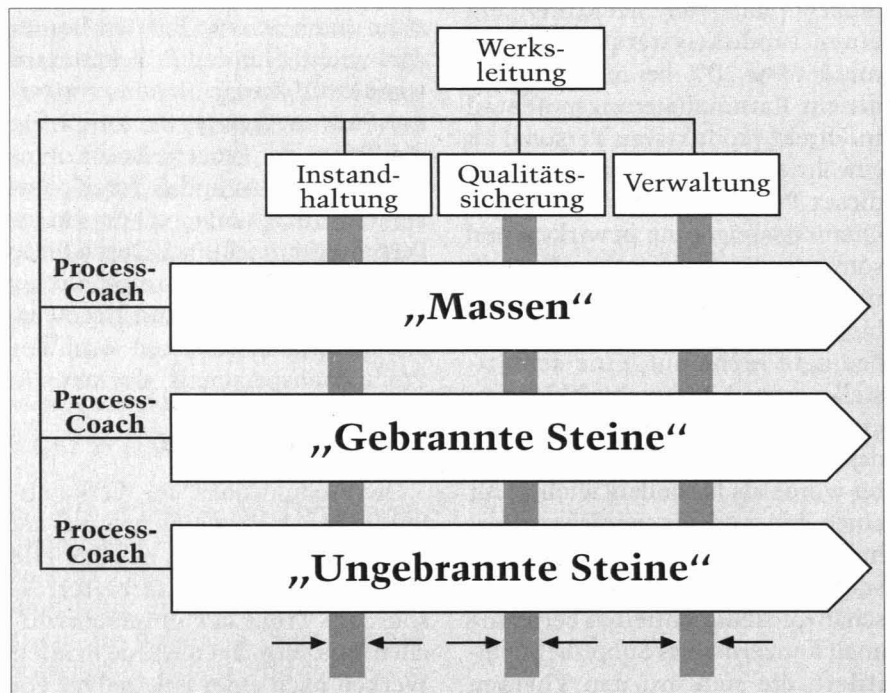 Werks-
leitung
Instand-
haltung
Qualitäts-
sicherung
Verwaltung
Process-
Coach
„Massen“
Process-
Coach
„Gebrannte Steine“
Process-
Coach
„Ungebrannte Steine“